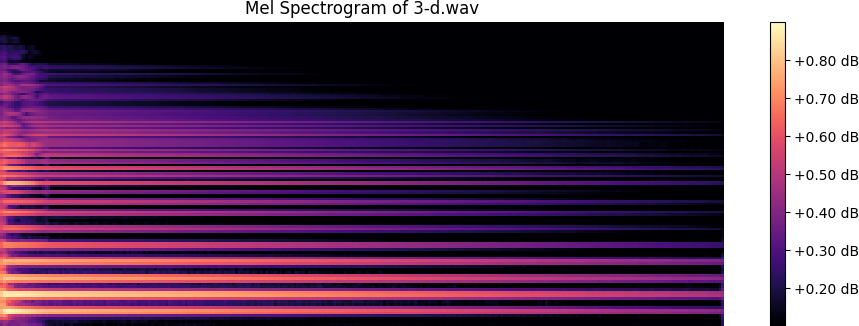 Mel Spectrogram of 3-d.wav
+0.80 dB
+0.70 dB
+0.60 dB
+0.50 dB
+0.40 dB
+0.30 dB
+0.20 dB